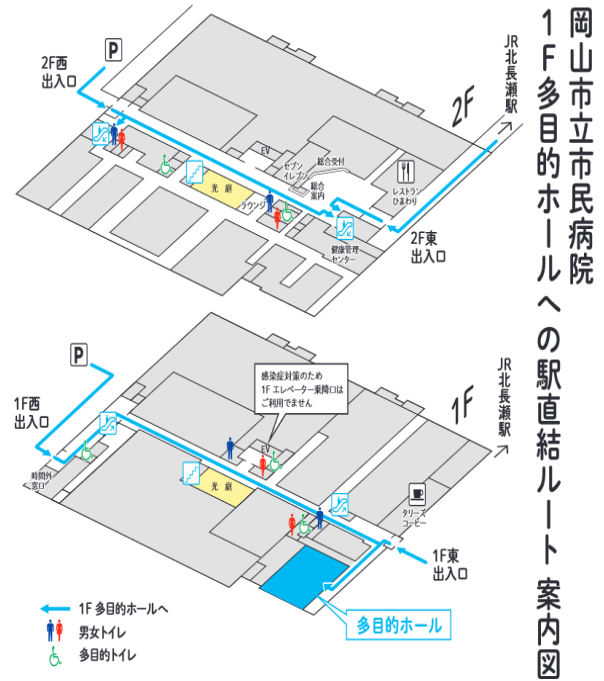 岡山市立市民病院
1F多目的ホールへの駅直結ルート 案内図
2F
JR北長瀬駅
P
2F西
出入口
EV
セブン
イレブン
総合受付
総合
案内
レストラン
ひまわり
光庭
ラウンジ
健康管理
センター
2F東
出入口
1F
JR北長瀬駅
P
感染症対策のため
1F エレベーター乗降口は
ご利用できません
1F西
出入口
EV
時間外
窓口
光庭
タリーズ
コーヒー
1F東
出入口
多目的ホール
1F 多目的ホールへ
男女トイレ
多目的トイレ